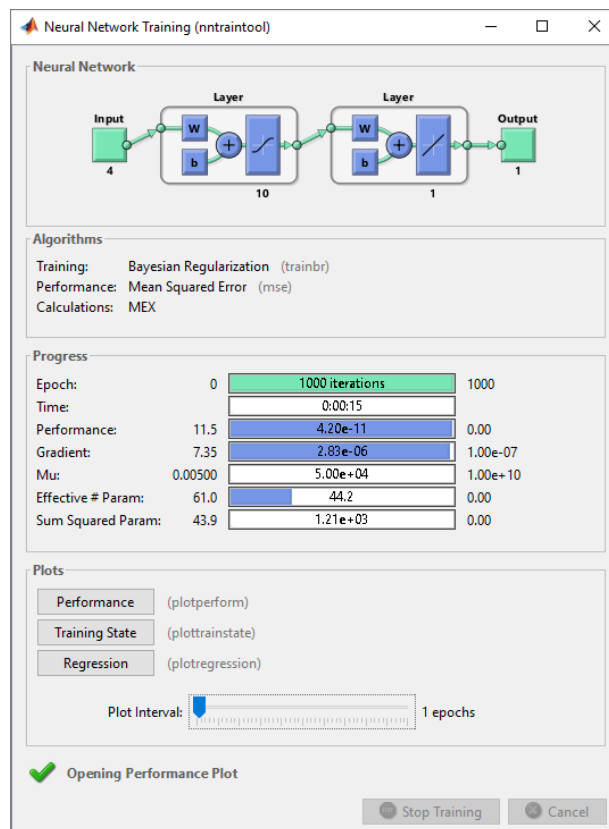 Neural Network Training (nntraintool)
Neural Network
Layer Layer
Input Output
W W
b b
4 10 1 1
Algorithms
Training: Bayesian Regularization (trainbr)
Performance: Mean Squared Error (mse)
Calculations: MEX
Progress
Epoch: 0 1000 iterations 1000
Time: 0:00:15
Performance: 11.5 4.20e-11 0.00
Gradient: 7.35 2.83e-06 1.00e-07
Mu: 0.00500 5.00e+04 1.00e+10
Effective # Param: 61.0 44.2 0.00
Sum Squared Param: 43.9 1.21e+03 0.00
Plots
Performance (plotperform)
Training State (plottrainstate)
Regression (plotregression)
Plot Interval: 1 epochs
Opening Performance Plot
Stop Training Cancel